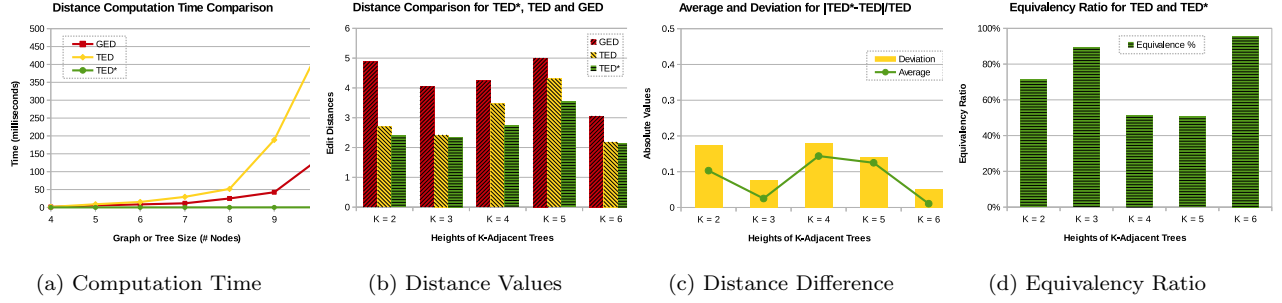 Distance Computation Time Comparison
500
450
400
350
300
250
200
150
100
50
0
Time (milliseconds)
GED
TED
TED*
4 5 6 7 8 9
Graph or Tree Size (# Nodes)
(a) Computation Time
Distance Comparison for TED*, TED and GED
6
5
4
3
2
1
0
Edit Distances
GED
TED
TED*
K = 2 K = 3 K = 4 K = 5 K = 6
Heights of K-Adjacent Trees
(b) Distance Values
Average and Deviation for |TED*-TED|/TED
0,5
0,4
0,3
0,2
0,1
0
Absolute Values
Deviation
Average
K = 2 K = 3 K = 4 K = 5 K = 6
Heights of K-Adjacent Trees
(c) Distance Difference
Equivalency Ratio for TED and TED*
100%
80%
60%
40%
20%
0%
Equivalency Ratio
Equivalence %
K = 2 K = 3 K = 4 K = 5 K = 6
Heights of K-Adjacent Trees
(d) Equivalency Ratio